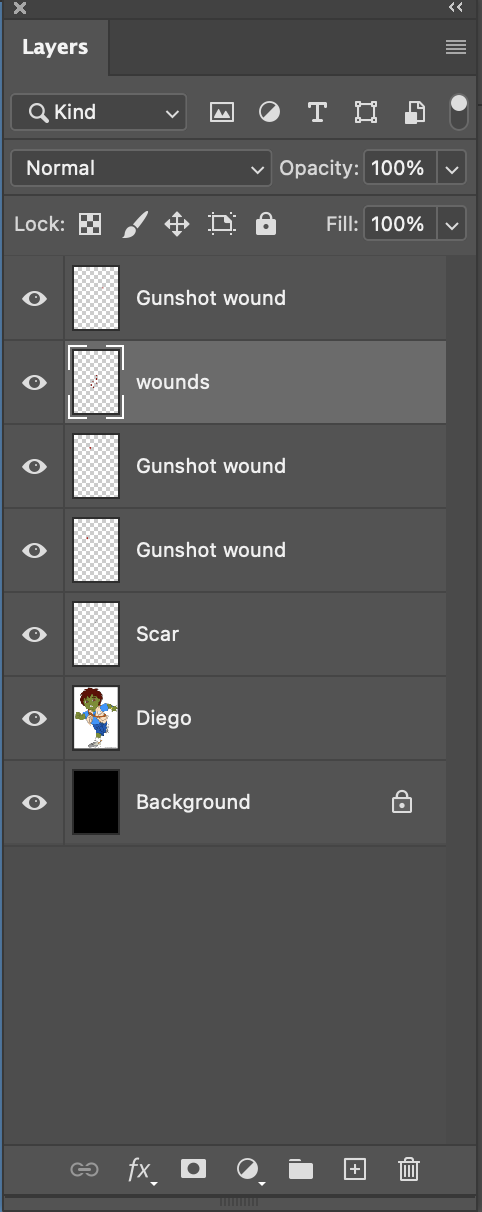 Layers
Kind
Normal Opacity: 100%
Lock: Fill: 100%
Gunshot wound
wounds
Gunshot wound
Gunshot wound
Scar
Diego
Background
fx